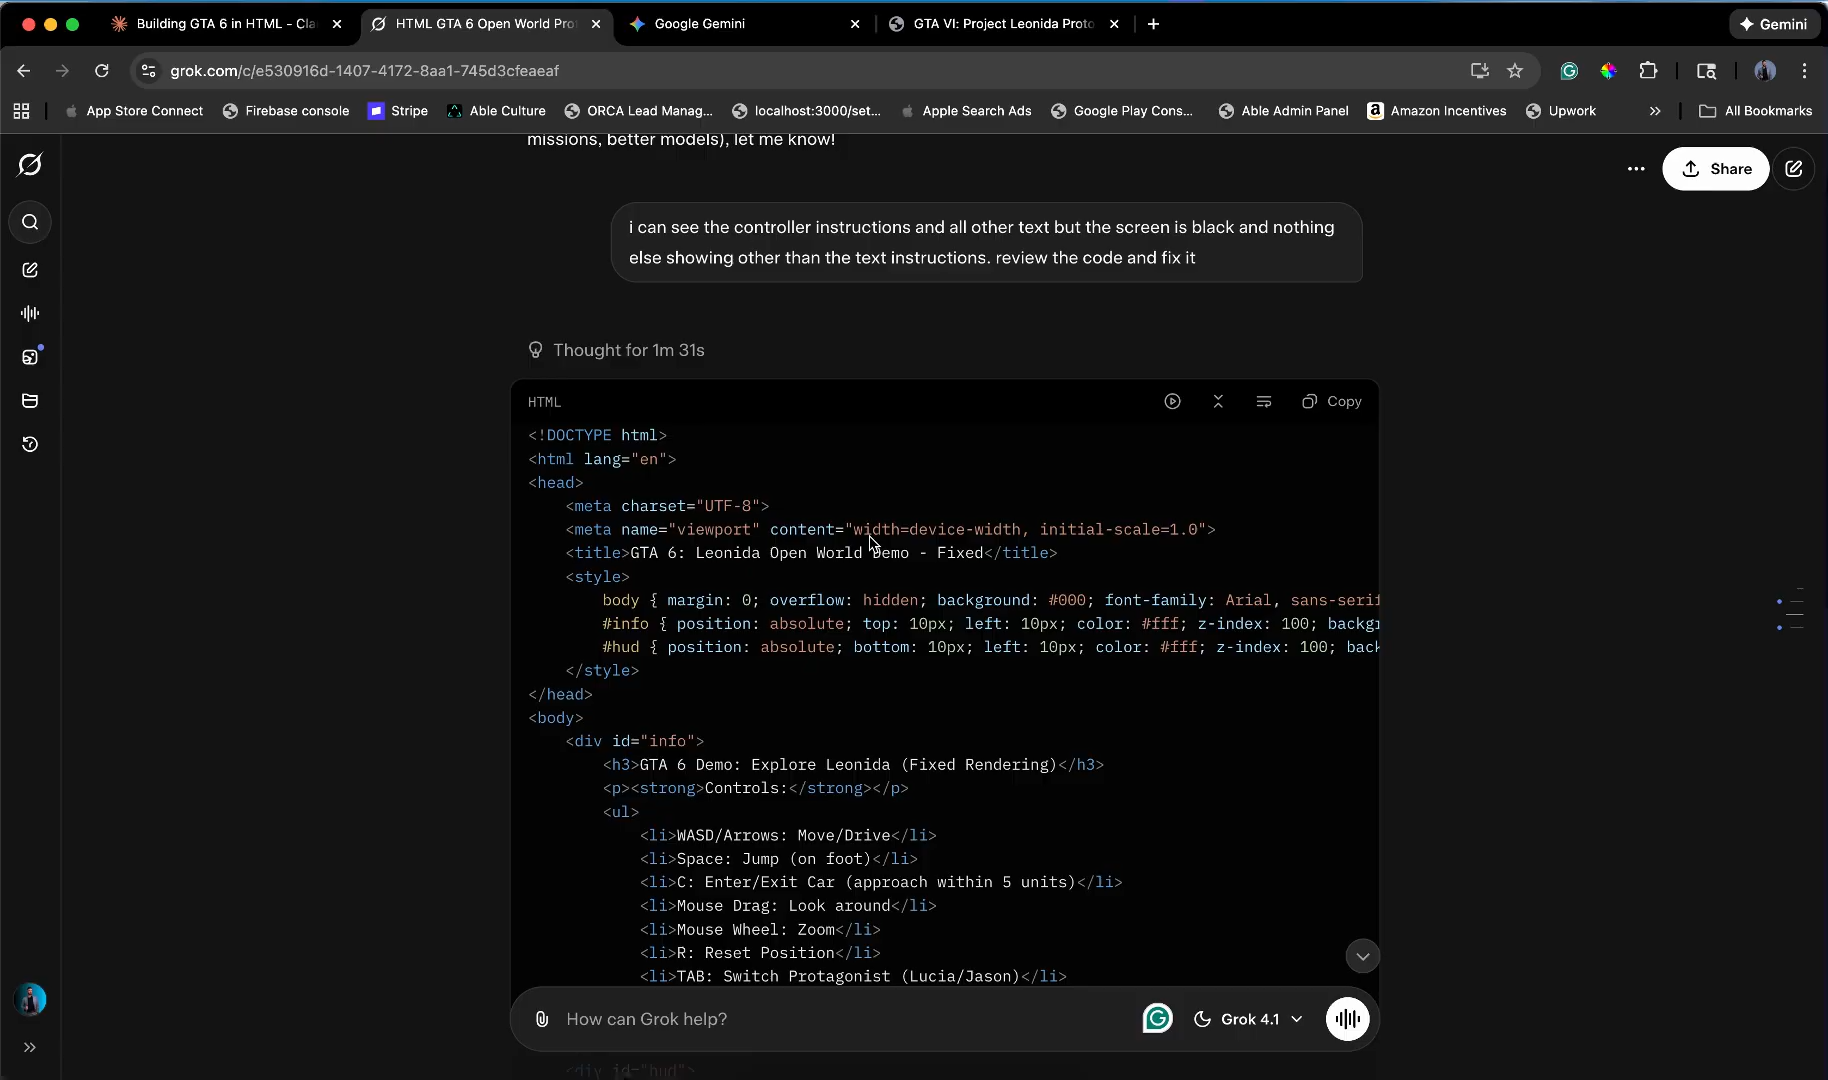 Building GTA 6 in HTML - Cla
HTML GTA 6 Open World Pro
Google Gemini
GTA VI: Project Leonida Proto
Gemini
grok.com/c/e530916d-1407-4172-8aa1-745d3cfeaeaf
App Store Connect
Firebase console
Stripe
Able Culture
ORCA Lead Manag...
localhost:3000/set...
Apple Search Ads
Google Play Cons...
Able Admin Panel
Amazon Incentives
Upwork
All Bookmarks
missions, better models), let me know!
Share
i can see the controller instructions and all other text but the screen is black and nothing
else showing other than the text instructions. review the code and fix it
Thought for 1m 31s
HTML
Copy
<!DOCTYPE html>
<html lang="en">
<head>
<meta charset="UTF-8">
<meta name="viewport" content="width=device-width, initial-scale=1.0">
<title>GTA 6: Leonida Open World Demo - Fixed</title>
<style>
body { margin: 0; overflow: hidden; background: #000; font-family: Arial, sans-serif
#info { position: absolute; top: 10px; left: 10px; color: #fff; z-index: 100; backgr
#hud { position: absolute; bottom: 10px; left: 10px; color: #fff; z-index: 100; back
</style>
</head>
<body>
<div id="info">
<h3>GTA 6 Demo: Explore Leonida (Fixed Rendering)</h3>
<p><strong>Controls:</strong></p>
<ul>
<li>WASD/Arrows: Move/Drive</li>
<li>Space: Jump (on foot)</li>
<li>C: Enter/Exit Car (approach within 5 units)</li>
<li>Mouse Drag: Look around</li>
<li>Mouse Wheel: Zoom</li>
<li>R: Reset Position</li>
<li>TAB: Switch Protagonist (Lucia/Jason)</li>
How can Grok help?
Grok 4.1
<div id="hud">